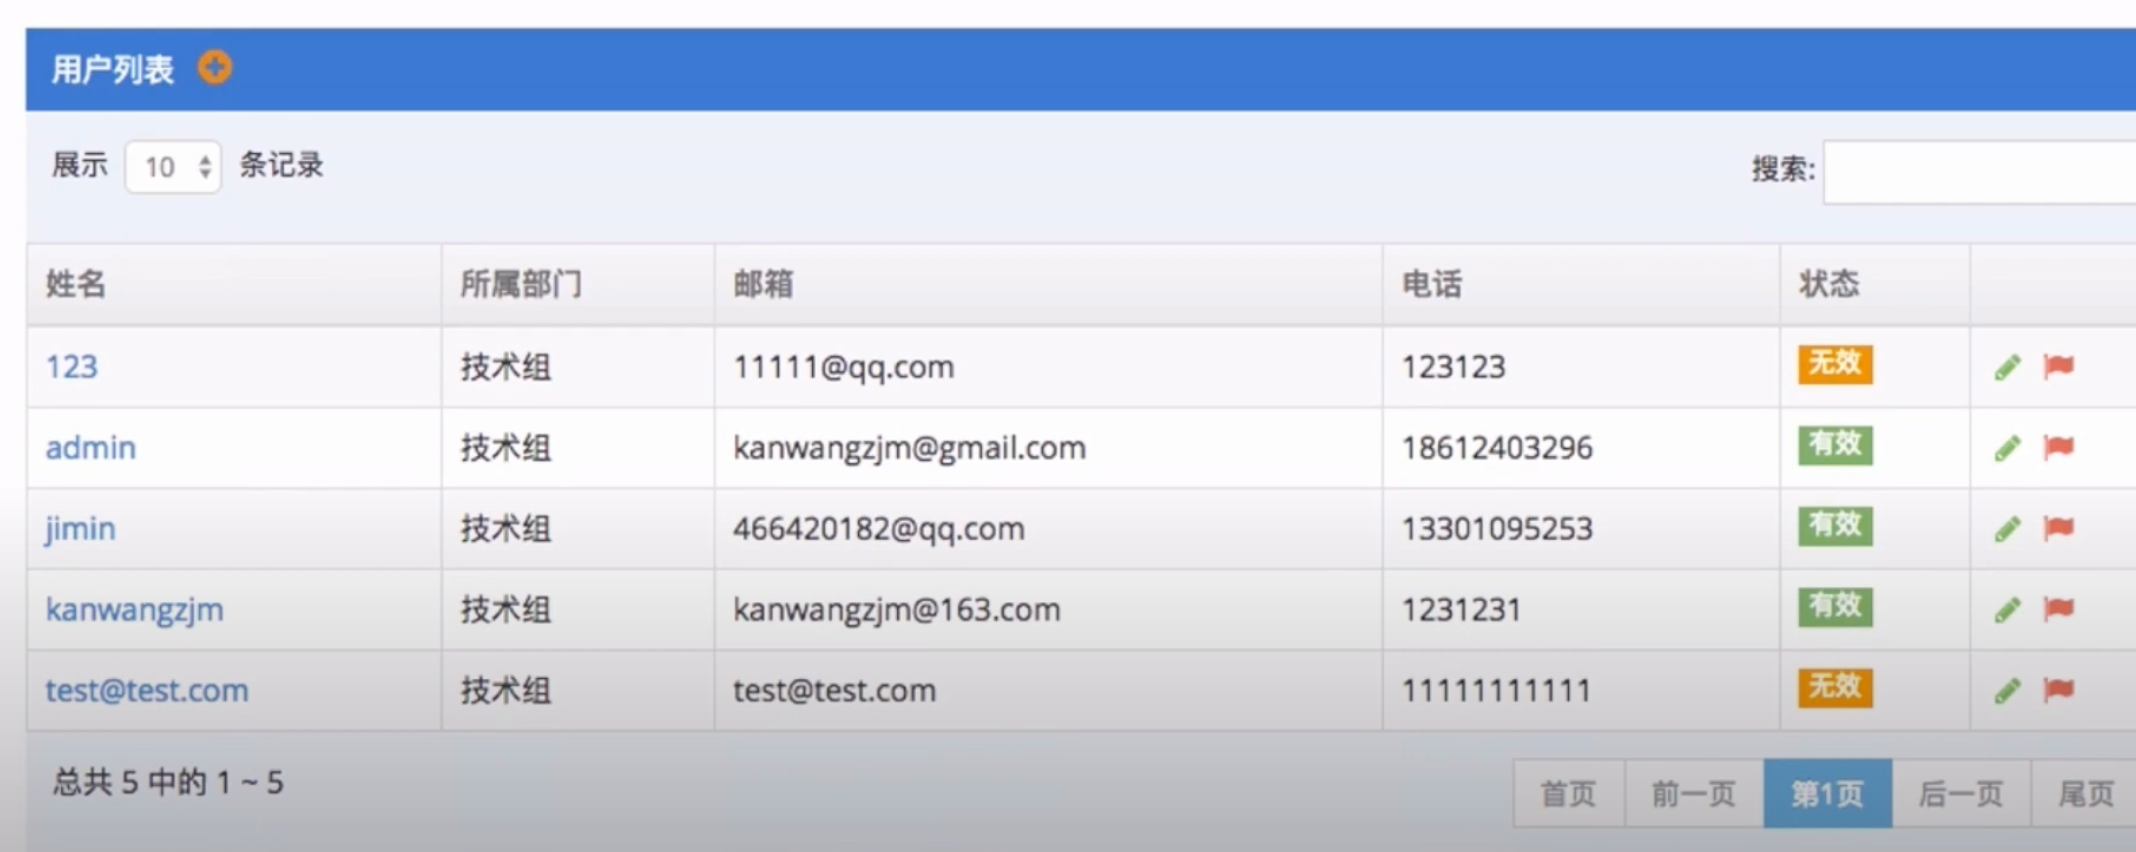 用户列表
展示 10 条记录 搜索:
姓名 所属部门 邮箱 电话 状态
123 技术组 11111@qq.com 123123 无效
admin 技术组 kanwangzjm@gmail.com 18612403296 有效
jimin 技术组 466420182@qq.com 13301095253 有效
kanwangzjm 技术组 kanwangzjm@163.com 1231231 有效
test@test.com 技术组 test@test.com 11111111111 无效
总共 5 中的 1 ~ 5 首页 前一页 第1页 后一页 尾页